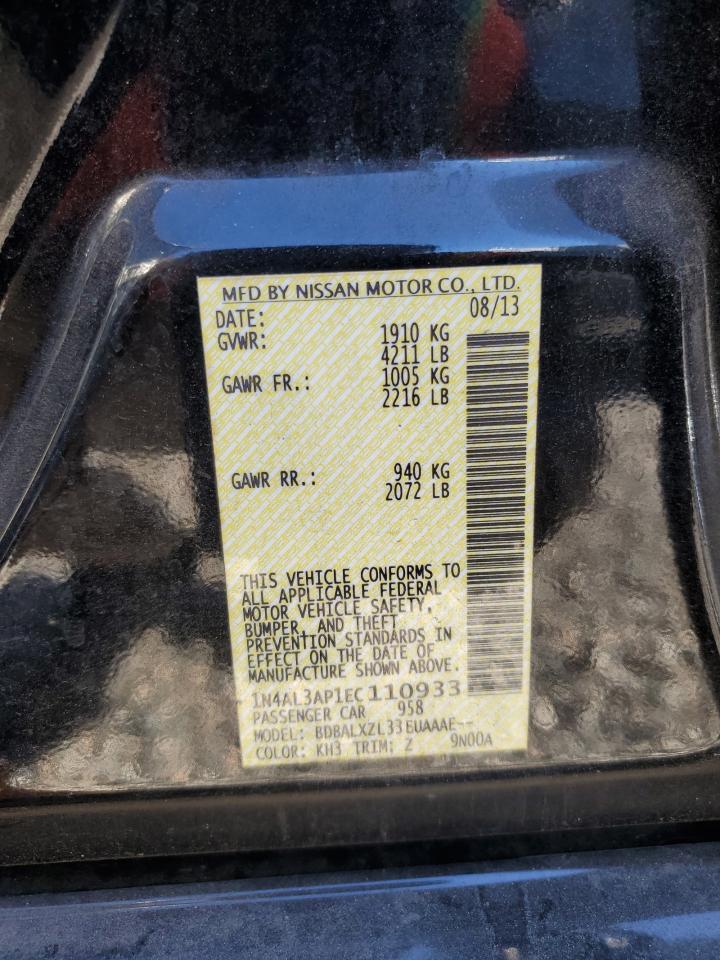 MFD BY NISSAN MOTOR CO., LTD.
DATE: 08/13
GVWR: 1910 KG
4211 LB
GAWR FR.: 1005 KG
2216 LB
GAWR RR.: 940 KG
2072 LB
THIS VEHICLE CONFORMS TO
ALL APPLICABLE FEDERAL
MOTOR VEHICLE SAFETY,
BUMPER, AND THEFT
PREVENTION STANDARDS IN
EFFECT ON THE DATE OF
MANUFACTURE SHOWN ABOVE.
1N4AL3AP1EC110933
PASSENGER CAR 958
MODEL: BDBALXZL33EUAAAE--
COLOR: KH3 TRIM: Z 9N00A